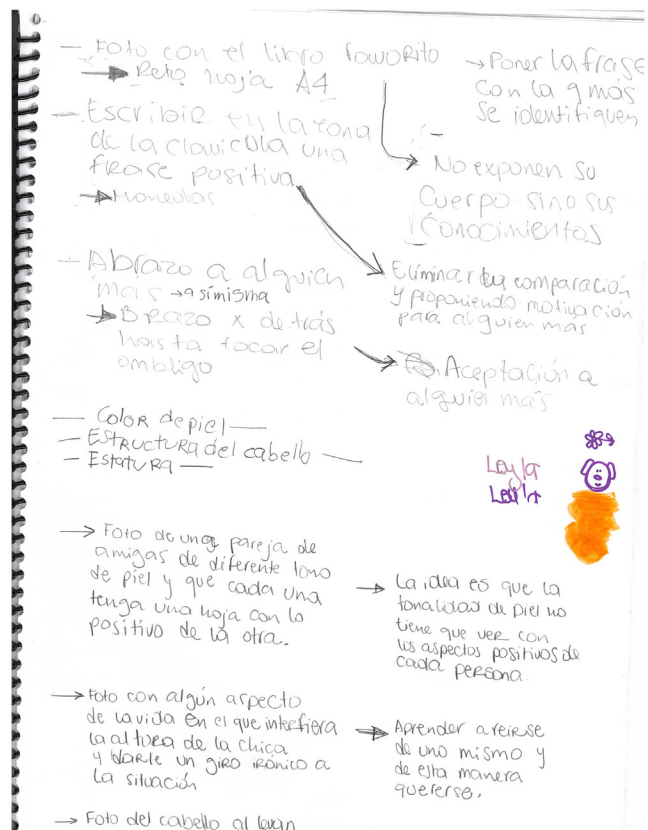 — Foto con el libro favorito
→ Reto hoja A4
— Escribir en la zona
de la clavicula una
frase positiva
→ Monedas
→ Poner la frase
con la q más
se identifiquen
No exponen su
cuerpo sino sus
conocimientos
— Abrazo a alguien
más → a símisma
→ Brazo x detrás
hasta tocar el
ombligo
Eliminar la comparación
y proponiendo motivación
para alguien más
Aceptación a
alguien más
— Color de piel —
— Estructura del cabello —
— Estatura —
Leyla
Leyla
→ Foto de una pareja de
amigas de diferente tono
de piel y que cada una
tenga una hoja con lo
positivo de la otra.
→ La idea es que la
tonalidad de piel no
tiene que ver con
los aspectos positivos de
cada persona
→ Foto con algún aspecto
de la vida en el que interfiera
la altura de la chica
y darle un giro irónico a
la situación
→ Aprender a reirse
de uno mismo y
de esta manera
quererse.
→ Foto del cabello al